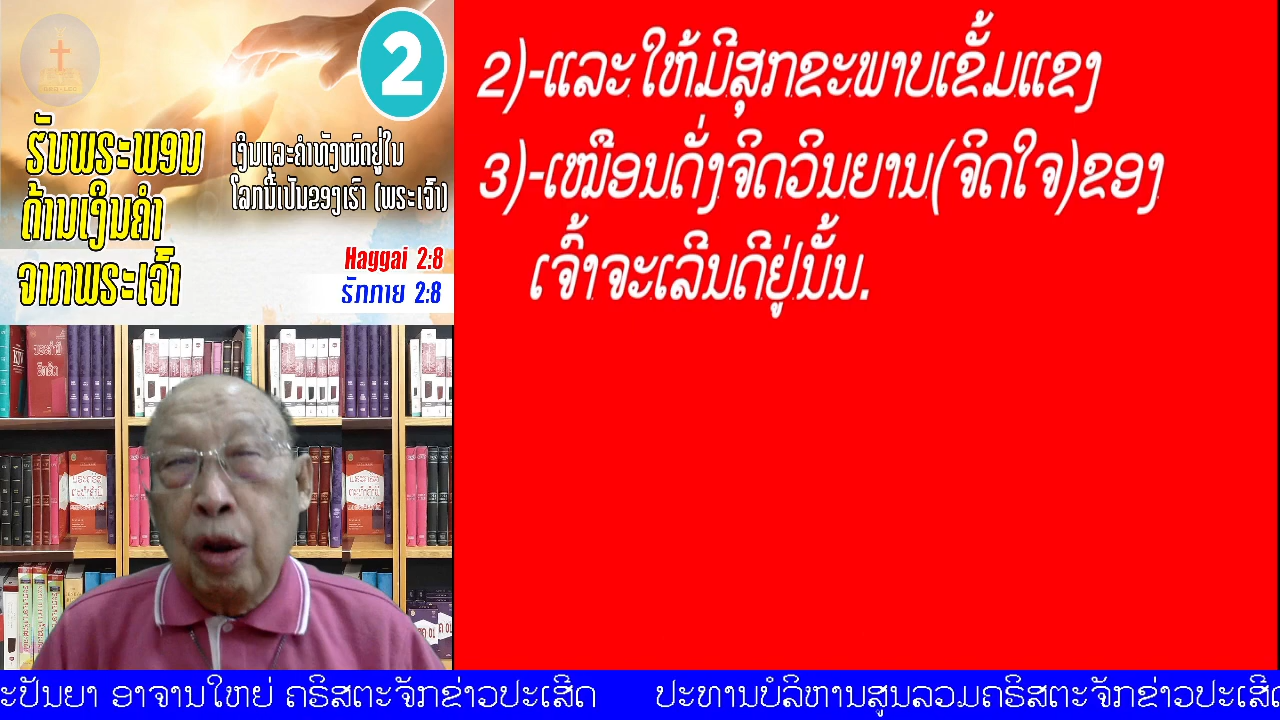 2
ຮັບພຣະພອນ
ດ້ານເງິນຄຳ
ຈາກພຣະເຈົ້າ
ເງິນແລະຄຳທັງໝົດຢູ່ໃນ
ໂລກນີ້ເປັນຂອງເຮົາ (ພຣະເຈົ້າ)
Haggai 2:8
ຮັກກາຍ 2:8
2)-ແລະໃຫ້ມີສຸກຂະພາບເຂັ້ມແຂງ
3)-ເໝືອນດັ່ງຈິດວິນຍານ(ຈິດໃຈ)ຂອງ
ເຈົ້າຈະເລີນດີຢູ່ນັ້ນ.
KJV
ະປັນຍາ ອາຈານໃຫຍ່ ຄຣິສຕະຈັກຂ່າວປະເສີດ ປະທານບໍລິຫານສູນລວມຄຣິສຕະຈັກຂ່າວປະເສີດ